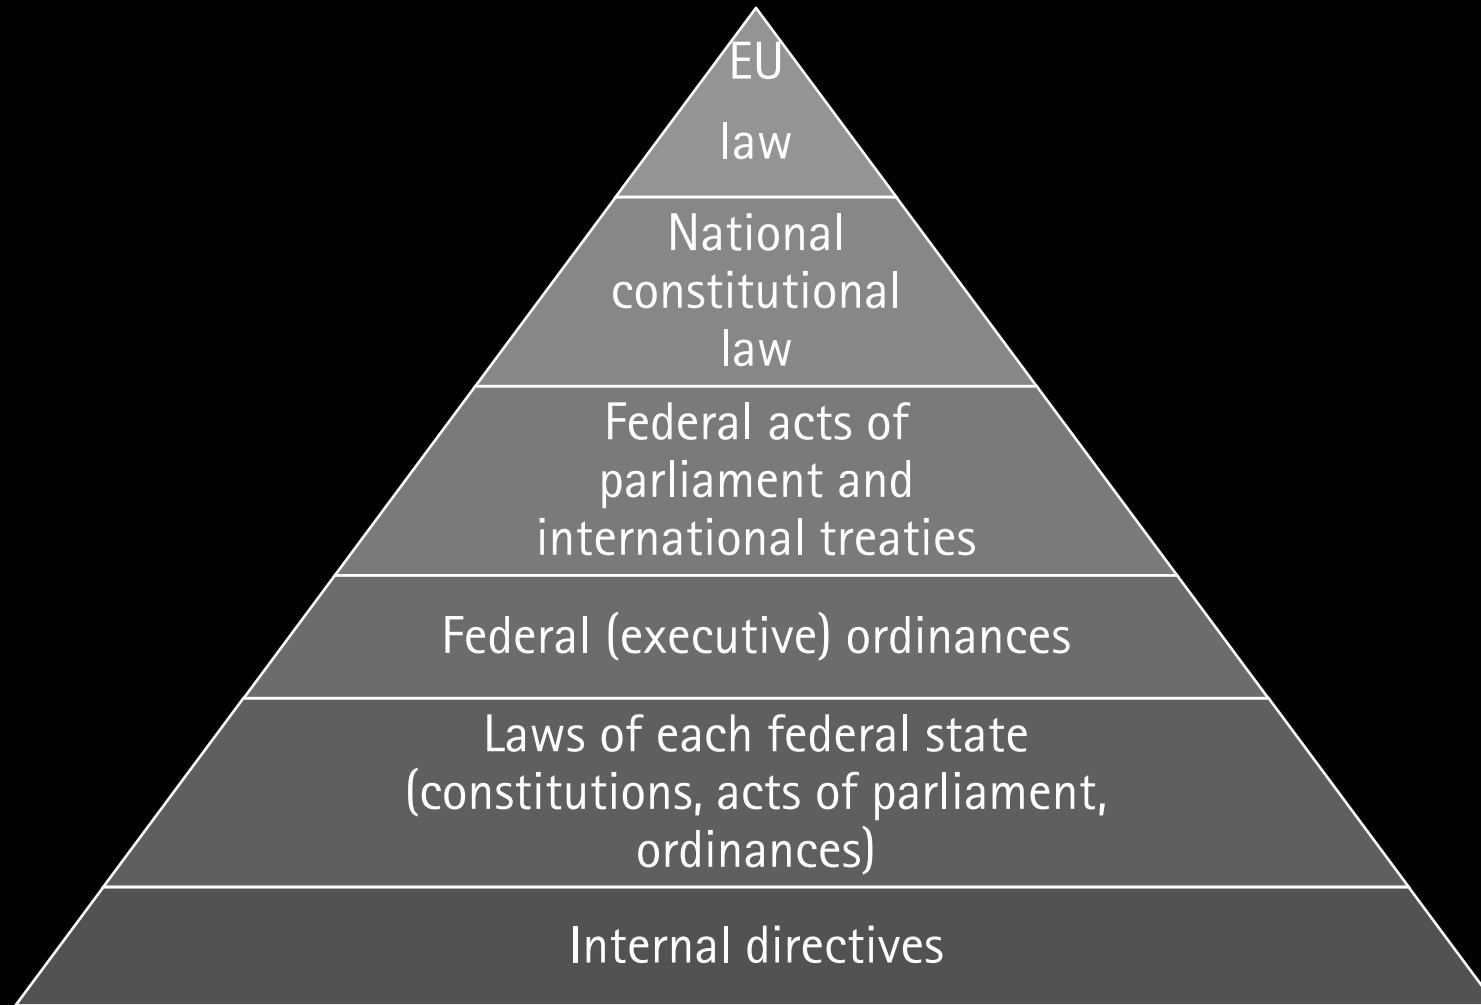 EU
law
National
constitutional
law
Federal acts of
parliament and
international treaties
Federal (executive) ordinances
Laws of each federal state
(constitutions, acts of parliament,
ordinances)
Internal directives